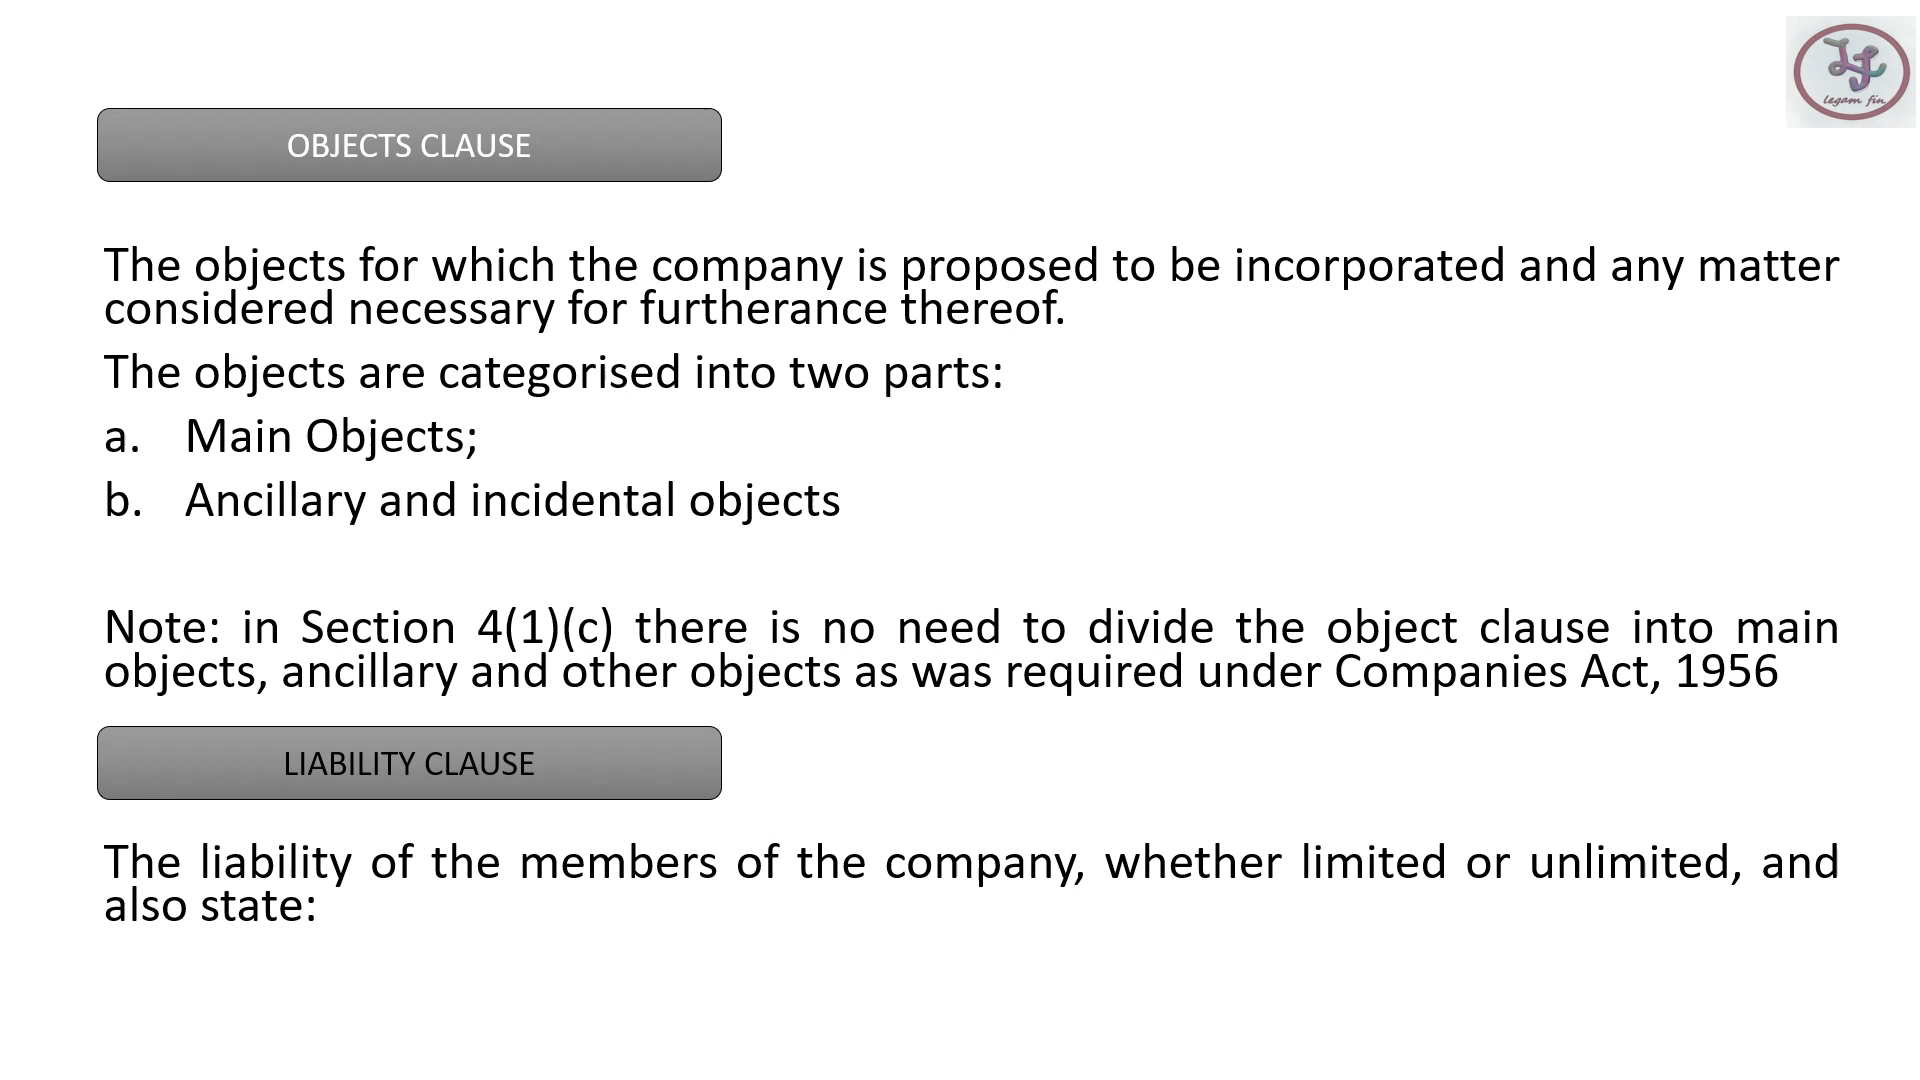 legam fin
OBJECTS CLAUSE
The objects for which the company is proposed to be incorporated and any matter
considered necessary for furtherance thereof.
The objects are categorised into two parts:
a. Main Objects;
b. Ancillary and incidental objects
Note: in Section 4(1)(c) there is no need to divide the object clause into main
objects, ancillary and other objects as was required under Companies Act, 1956
LIABILITY CLAUSE
The liability of the members of the company, whether limited or unlimited, and
also state: